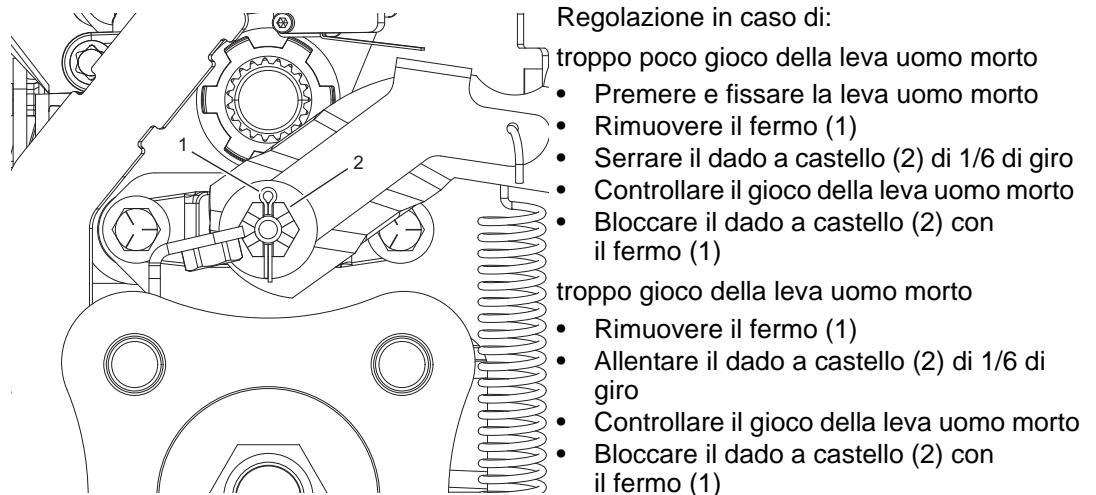 Regolazione in caso di:
troppo poco gioco della leva uomo morto
• Premere e fissare la leva uomo morto
• Rimuovere il fermo (1)
• Serrare il dado a castello (2) di 1/6 di giro
• Controllare il gioco della leva uomo morto
• Bloccare il dado a castello (2) con
il fermo (1)
troppo gioco della leva uomo morto
• Rimuovere il fermo (1)
• Allentare il dado a castello (2) di 1/6 di
giro
• Controllare il gioco della leva uomo morto
• Bloccare il dado a castello (2) con
il fermo (1)
1
2